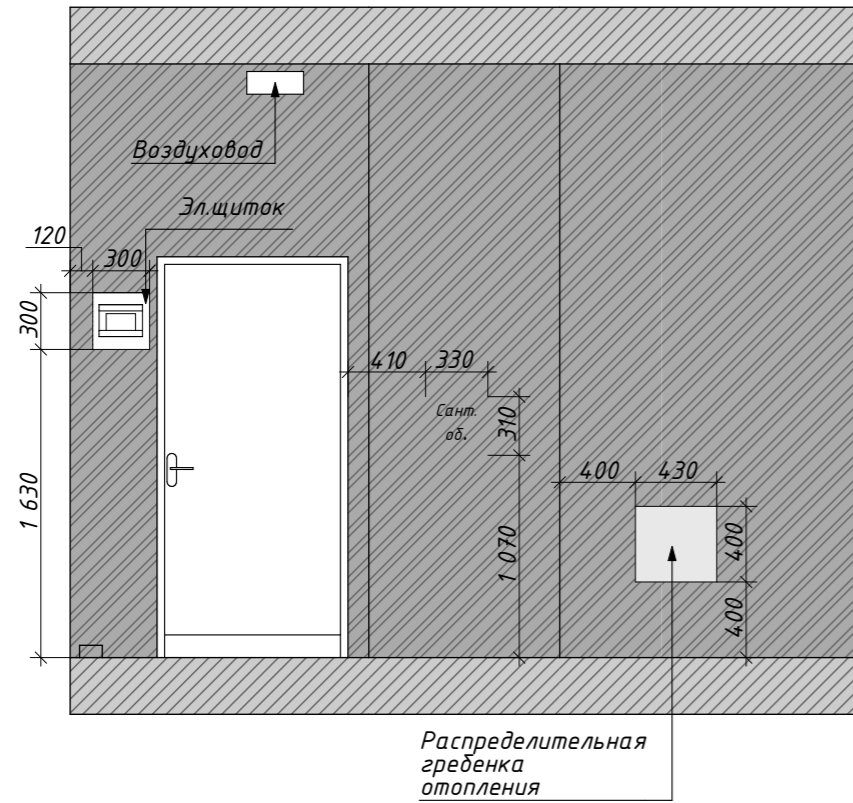 Воздуховод
Эл.щиток
120
300
300
410
330
Сант.
об.
310
400
430
1 630
1 070
400
400
Распределительная
гребенка
отопления